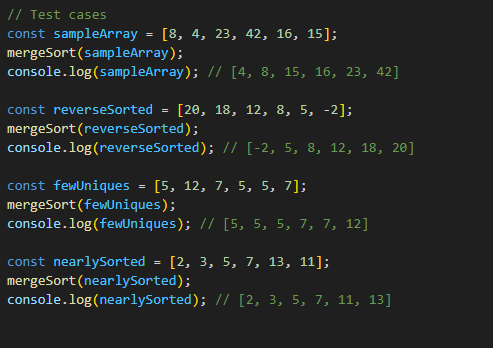 // Test cases
const sampleArray = [8, 4, 23, 42, 16, 15];
mergeSort(sampleArray);
console.log(sampleArray); // [4, 8, 15, 16, 23, 42]
const reverseSorted = [20, 18, 12, 8, 5, -2];
mergeSort(reverseSorted);
console.log(reverseSorted); // [-2, 5, 8, 12, 18, 20]
const fewUniques = [5, 12, 7, 5, 5, 7];
mergeSort(fewUniques);
console.log(fewUniques); // [5, 5, 5, 7, 7, 12]
const nearlySorted = [2, 3, 5, 7, 13, 11];
mergeSort(nearlySorted);
console.log(nearlySorted); // [2, 3, 5, 7, 11, 13]